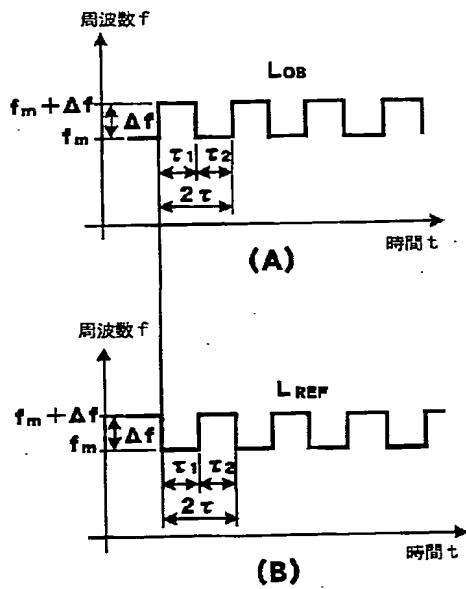 周波数 f
LOB
fm + Δf
Δf
fm
τ1 τ2
2τ
時間 t
(A)
周波数 f
LREF
fm + Δf
Δf
fm
τ1 τ2
2τ
時間 t
(B)